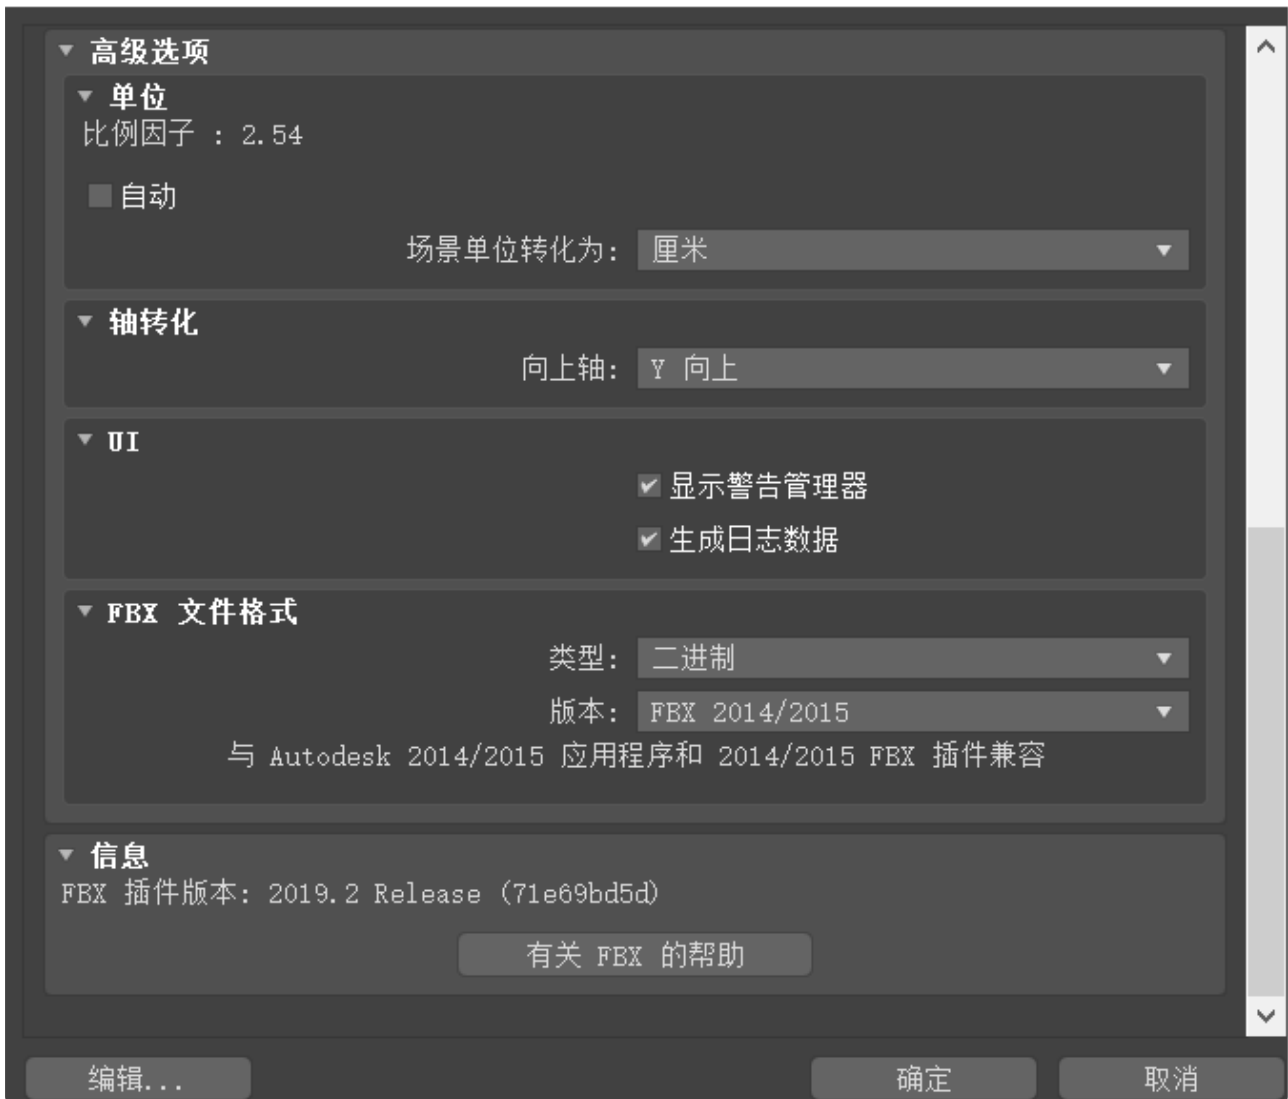 高级选项
单位
比例因子 : 2.54
自动
场景单位转化为: 厘米
轴转化
向上轴: Y 向上
UI
显示警告管理器
生成日志数据
FBX 文件格式
类型: 二进制
版本: FBX 2014/2015
与 Autodesk 2014/2015 应用程序和 2014/2015 FBX 插件兼容
信息
FBX 插件版本: 2019.2 Release (71e69bd5d)
有关 FBX 的帮助
编辑... 确定 取消